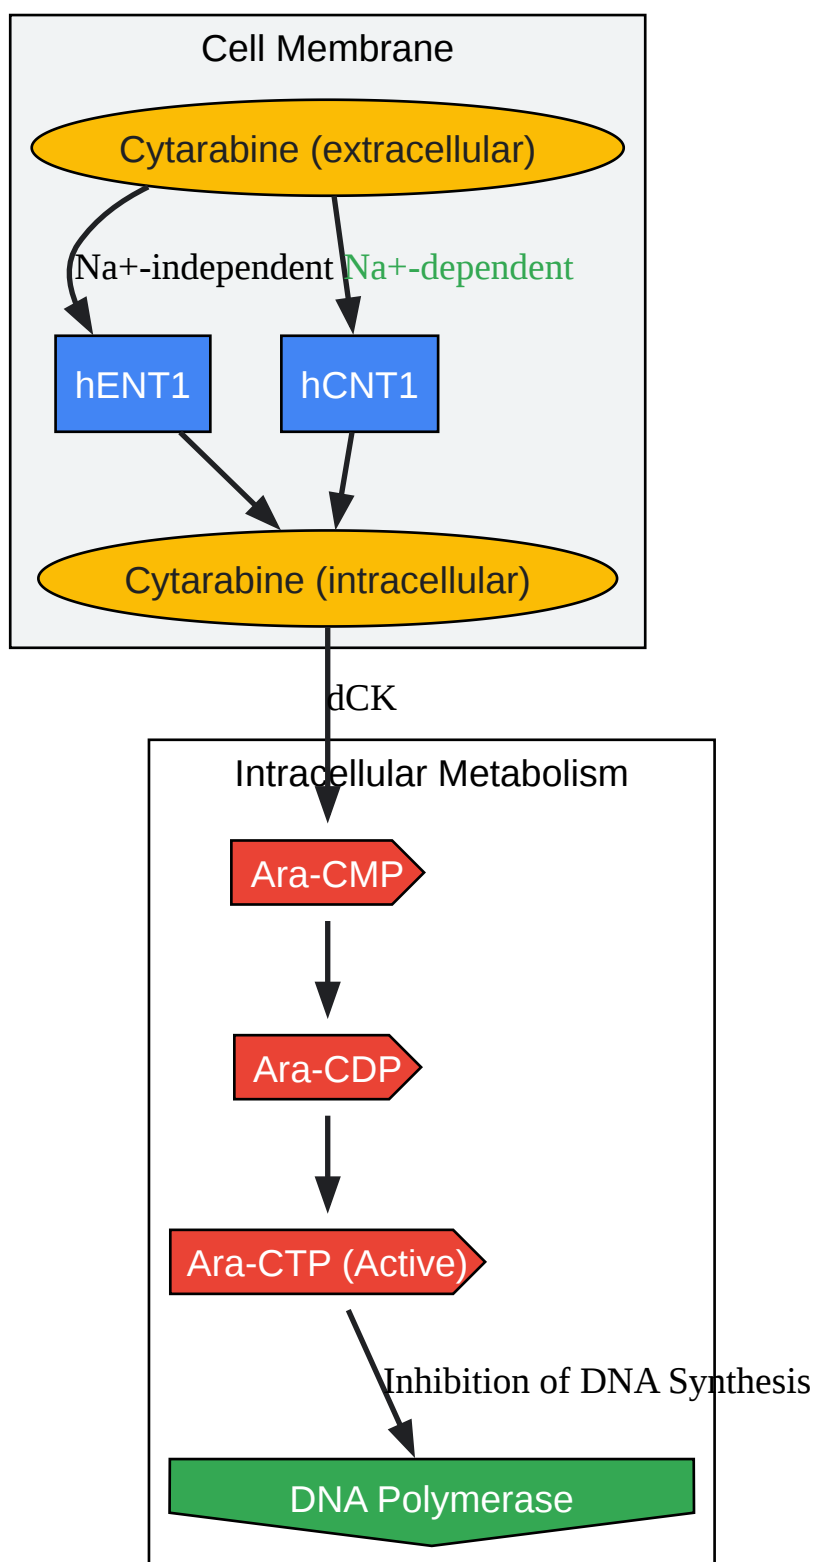 Cell Membrane
Cytarabine (extracellular)
Na+-independent
Na+-dependent
hENT1
hCNT1
Cytarabine (intracellular)
dCK
Intracellular Metabolism
Ara-CMP
Ara-CDP
Ara-CTP (Active)
Inhibition of DNA Synthesis
DNA Polymerase